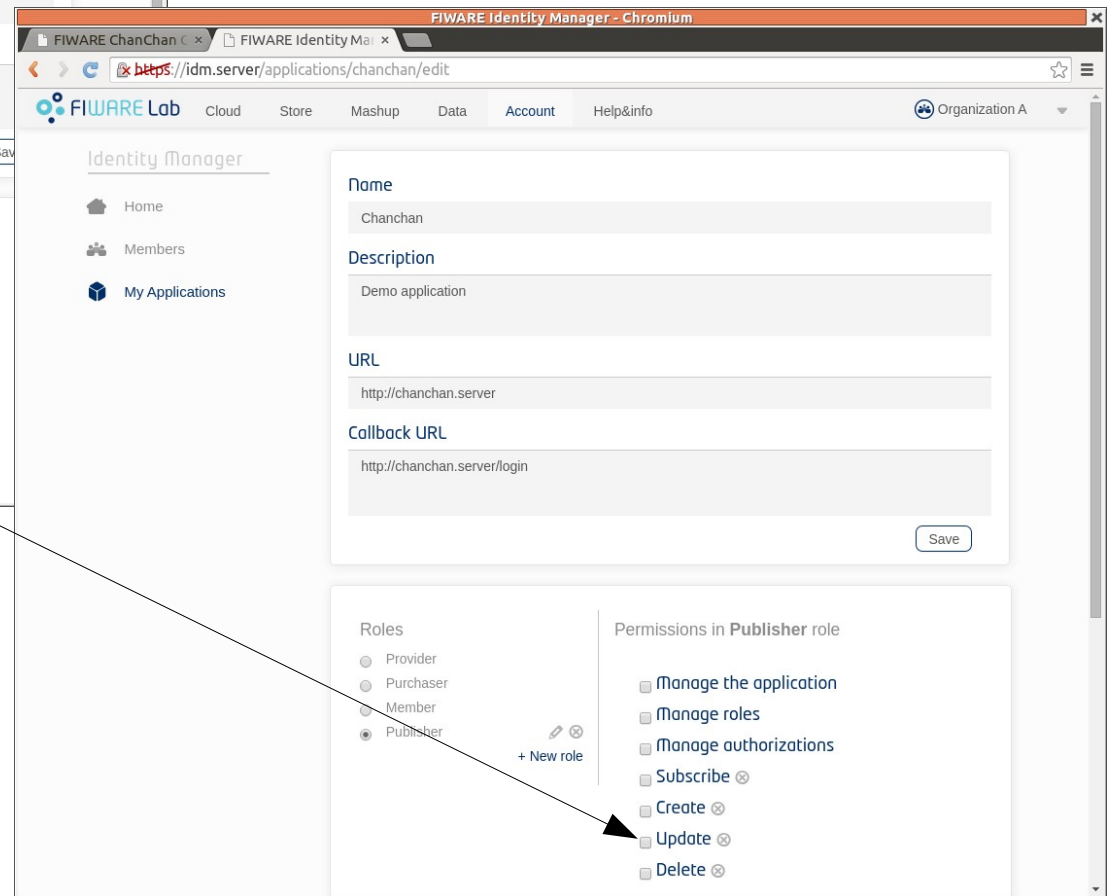 FIWARE Identity Manager - Chromium
FIWARE ChanChan
FIWARE Identity Ma
https://idm.server/applications/chanchan/edit
FIWARE Lab Cloud Store Mashup Data Account Help&info Organization A
Identity Manager
Home
Members
My Applications
Name
Chanchan
Description
Demo application
URL
http://chanchan.server
Callback URL
http://chanchan.server/login
Save
Roles
Provider
Purchaser
Member
Publisher
+ New role
Permissions in Publisher role
Manage the application
Manage roles
Manage authorizations
Subscribe
Create
Update
Delete